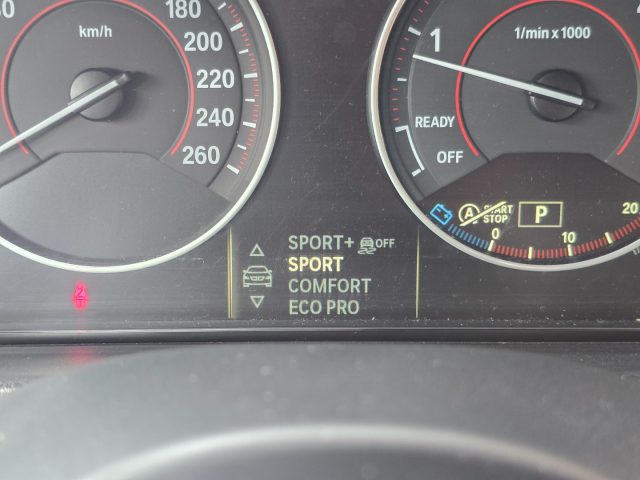 180
km/h
200
220
240
260
1
1/min x 1000
READY
OFF
START
STOP
P
0
10
20
SPORT+ OFF
SPORT
COMFORT
ECO PRO